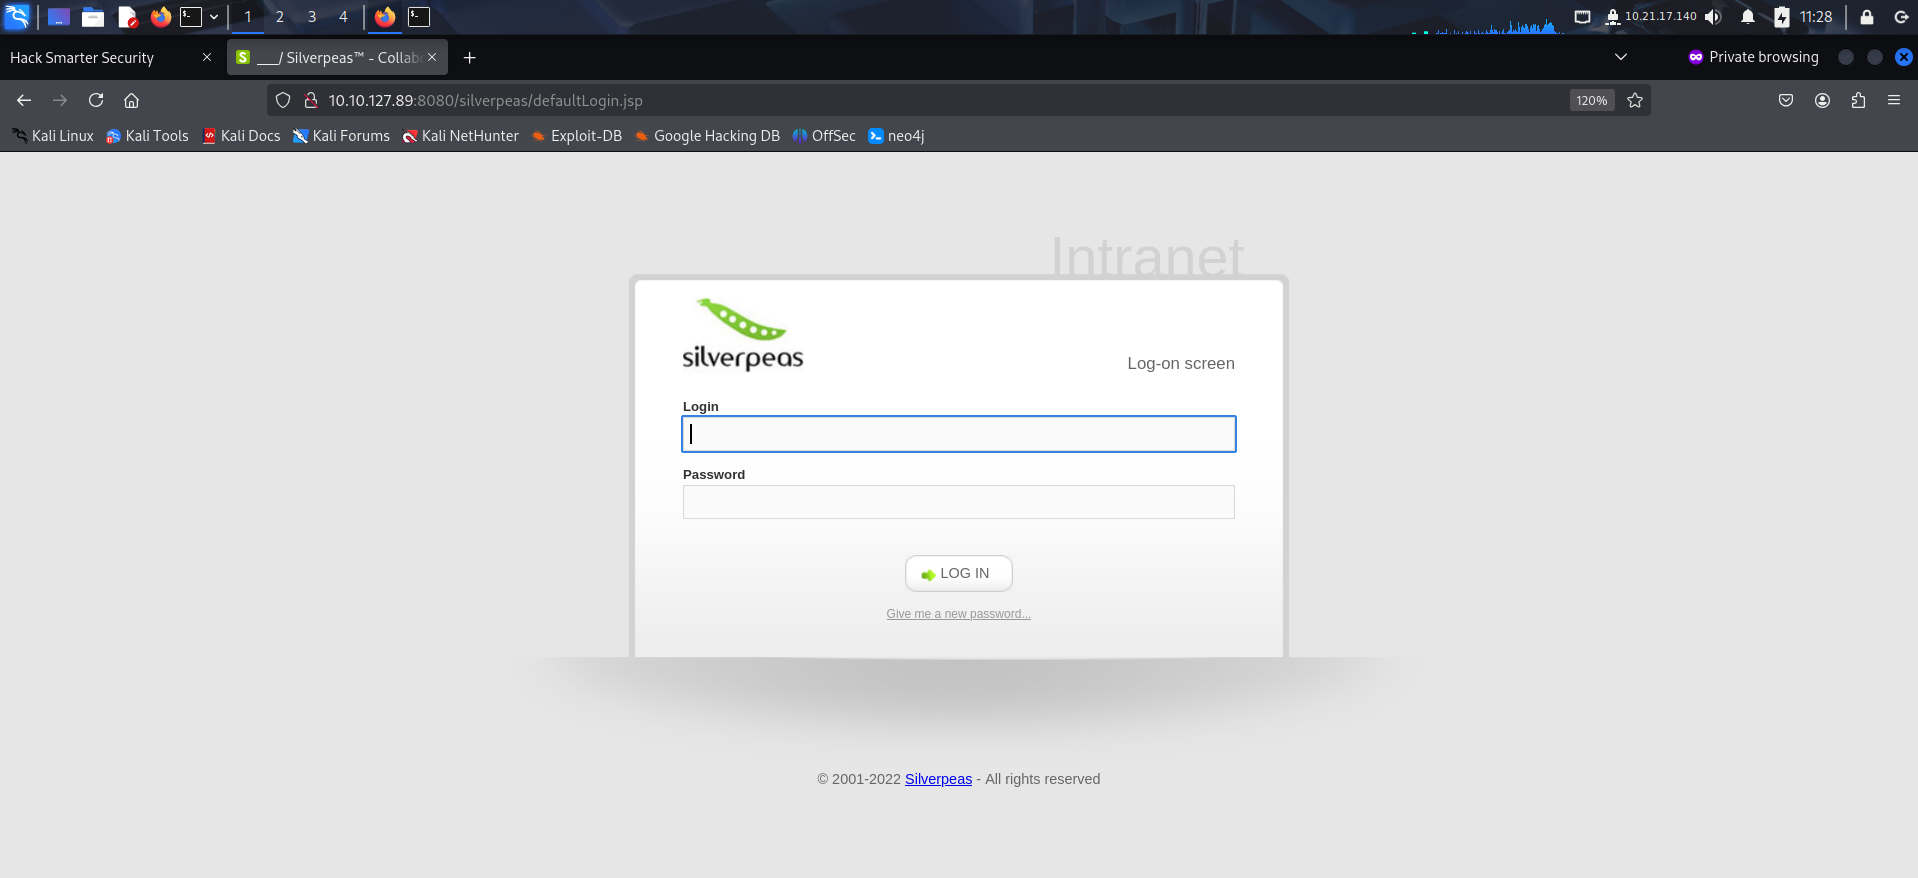 1 2 3 4 10.21.17.140 11:28
Hack Smarter Security ___/ Silverpeas™ - Collab Private browsing
10.10.127.89:8080/silverpeas/defaultLogin.jsp 120%
Kali Linux Kali Tools Kali Docs Kali Forums Kali NetHunter Exploit-DB Google Hacking DB OffSec neo4j
Intranet
silverpeas
Log-on screen
Login
Password
LOG IN
Give me a new password...
© 2001-2022 Silverpeas - All rights reserved